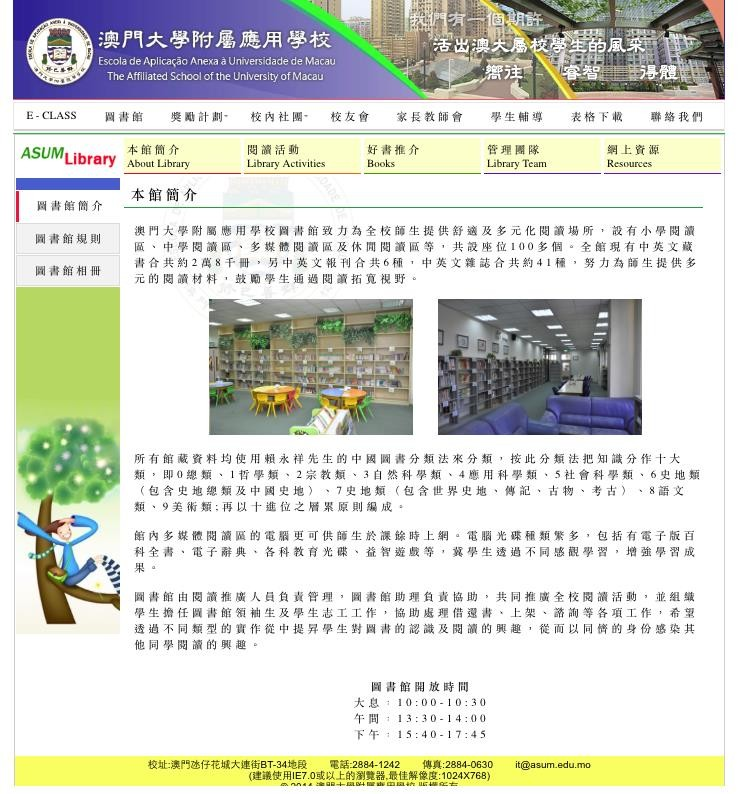 我們有一個期許
活出澳大屬校學生的風采
嚮往 睿智 得體
澳門大學附屬應用學校
Escola de Aplicação Anexa à Universidade de Macau
The Affiliated School of the University of Macau
E - CLASS 圖書館 獎勵計劃 校內社團 校友會 家長教師會 學生輔導 表格下載 聯絡我們
ASUM Library
本館簡介 閱讀活動 好書推介 管理團隊 網上資源
About Library Library Activities Books Library Team Resources
圖書館簡介
圖書館規則
圖書館相冊
本館簡介
澳門大學附屬應用學校圖書館致力為全校師生提供舒適及多元化閱讀場所，設有小學閱讀
區、中學閱讀區、多媒體閱讀區及休閒閱讀區等，共設座位100多個。全館現有中英文藏
書合共約2萬8千冊，另中英文報刊合共6種，中英文雜誌合共約41種，努力為師生提供多
元的閱讀材料，鼓勵學生通過閱讀拓寬視野。
所有館藏資料均使用賴永祥先生的中國圖書分類法來分類，按此分類法把知識分作十大
類，即0總類、1哲學類、2宗教類、3自然科學類、4應用科學類、5社會科學類、6史地類
（包含史地總類及中國史地）、7史地類（包含世界史地、傳記、古物、考古）、8語文
類、9美術類;再以十進位之層累原則編成。
館內多媒體閱讀區的電腦更可供師生於課餘時上網。電腦光碟種類繁多，包括有電子版百
科全書、電子辭典、各科教育光碟、益智遊戲等，冀學生透過不同感觀學習，增強學習成
果。
圖書館由閱讀推廣人員負責管理，圖書館助理負責協助，共同推廣全校閱讀活動，並組織
學生擔任圖書館領袖生及學生志工工作，協助處理借還書、上架、諮詢等各項工作，希望
透過不同類型的實作從中提昇學生對圖書的認識及閱讀的興趣，從而以同儕的身份感染其
他同學閱讀的興趣。
圖書館開放時間
大息：10:00-10:30
午間：13:30-14:00
下午：15:40-17:45
校址:澳門氹仔花城大連街BT-34地段 電話:2884-1242 傳真:2884-0630 it@asum.edu.mo
(建議使用IE7.0或以上的瀏覽器,最佳解像度:1024X768)
© 2014 澳門大學附屬應用學校 版權所有